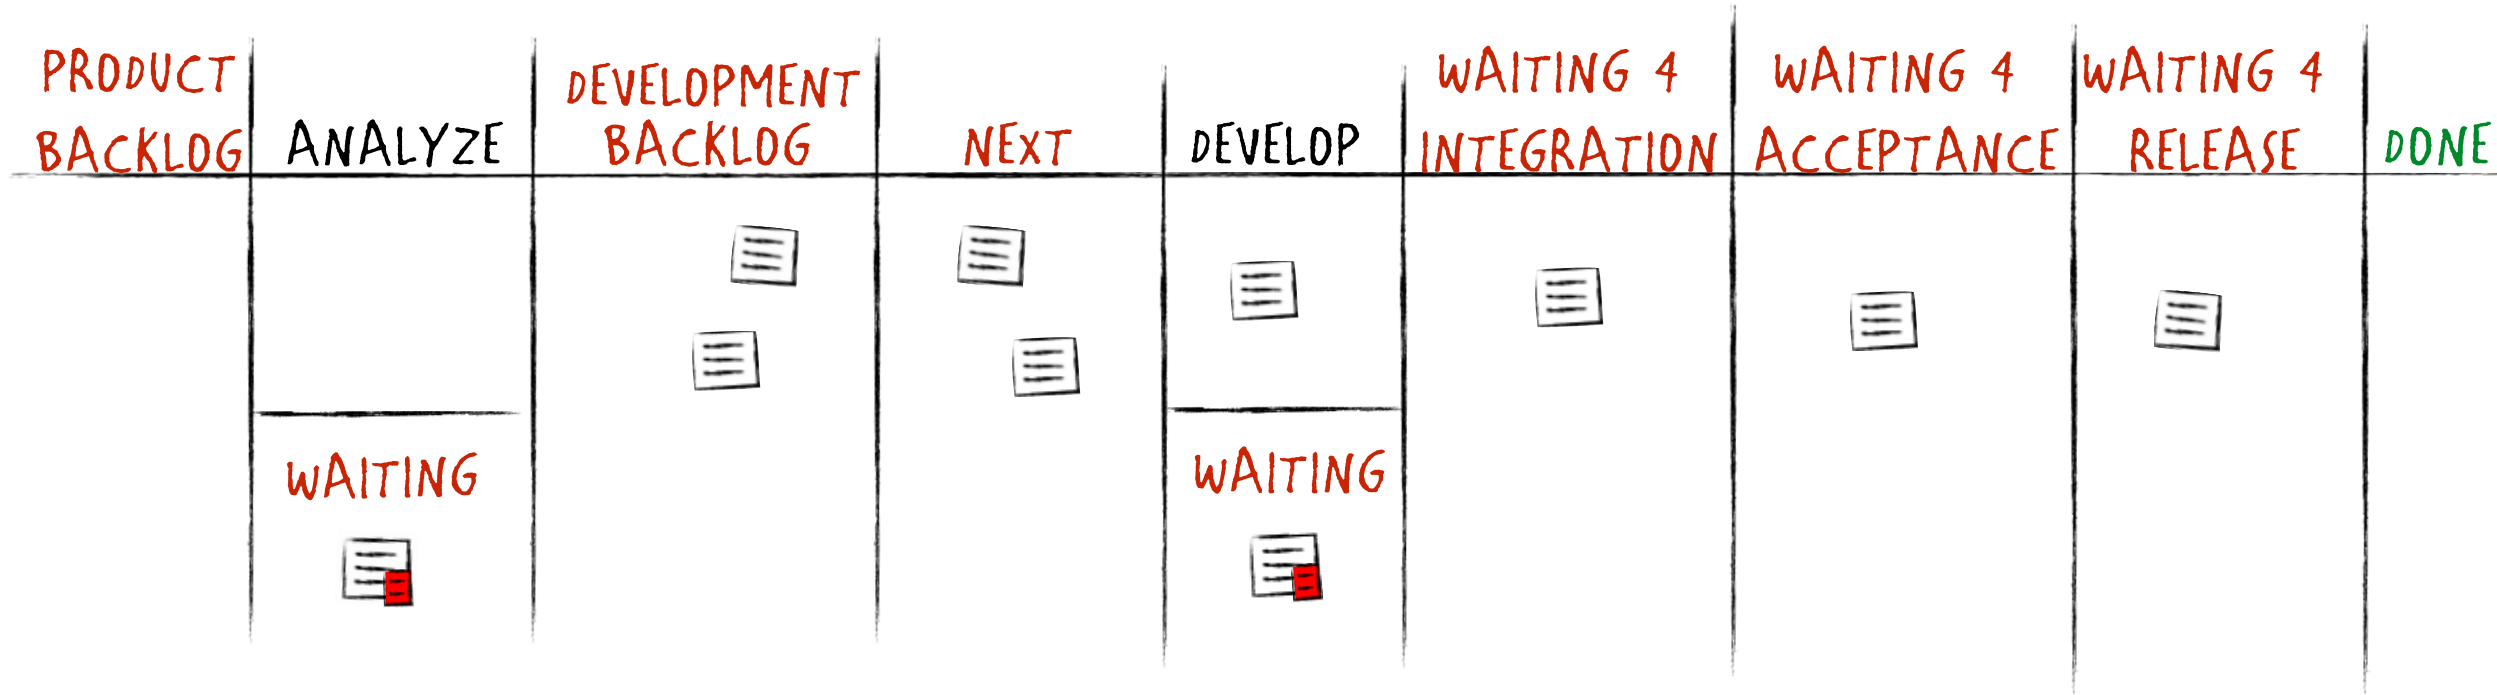 PRODUCT
BACKLOG
ANALYZE
DEVELOPMENT
BACKLOG
NEXT
DEVELOP
WAITING 4
INTEGRATION
WAITING 4
ACCEPTANCE
WAITING 4
RELEASE
DONE
WAITING
WAITING